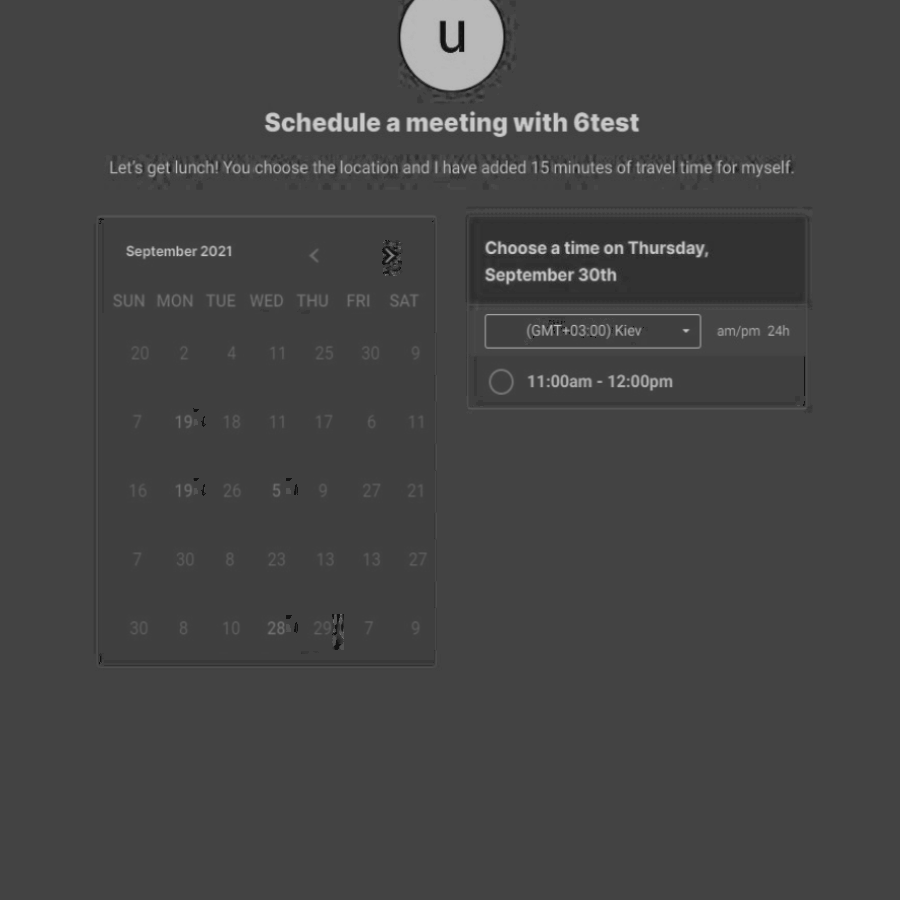 u
Schedule a meeting with 6test
Let's get lunch! You choose the location and I have added 15 minutes of travel time for myself.
September 2021
SUN MON TUE WED THU FRI SAT
20 2 4 11 25 30 9
7 19 18 11 17 6 11
16 19 26 5 9 27 21
7 30 8 23 13 13 27
30 8 10 28 29 7 9
Choose a time on Thursday,
September 30th
(GMT+03:00) Kiev am/pm 24h
11:00am - 12:00pm